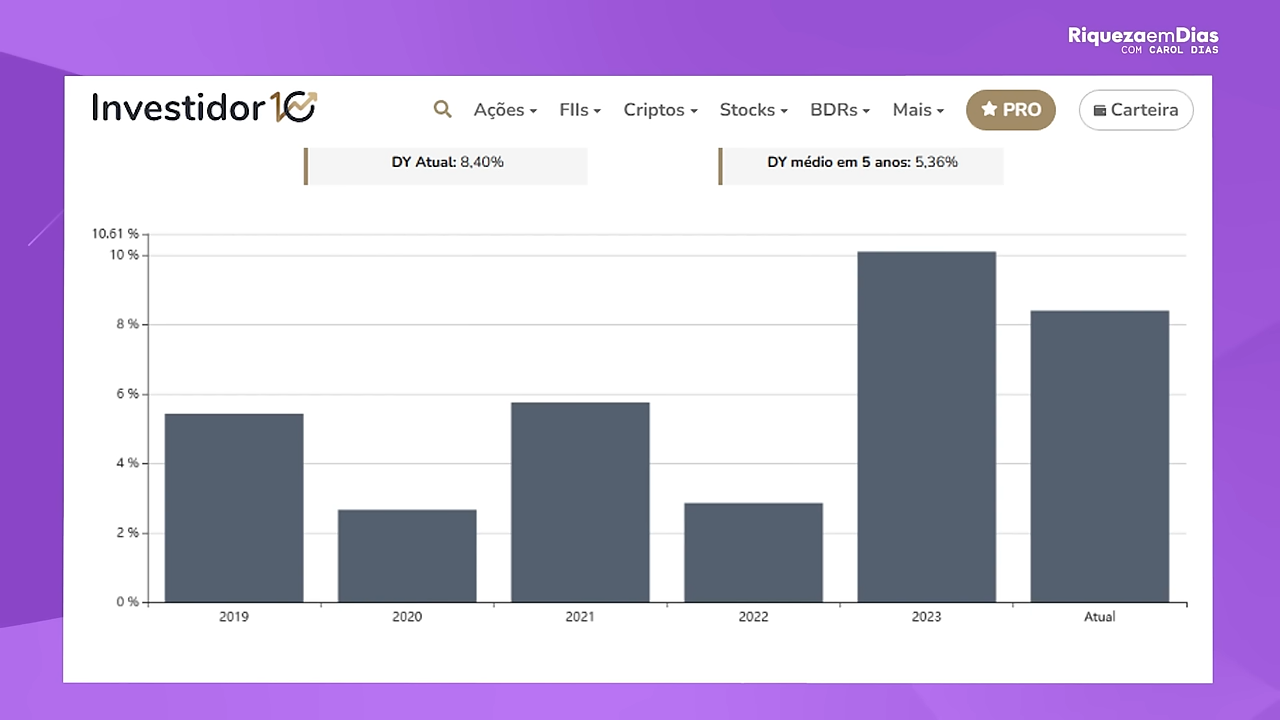 RiquezaemDias
COM CAROL DIAS
Investidor10
Ações
FIIs
Criptos
Stocks
BDRs
Mais
PRO
Carteira
DY Atual: 8,40%
DY médio em 5 anos: 5,36%
10.61 %
10 %
8 %
6 %
4 %
2 %
0 %
2019
2020
2021
2022
2023
Atual